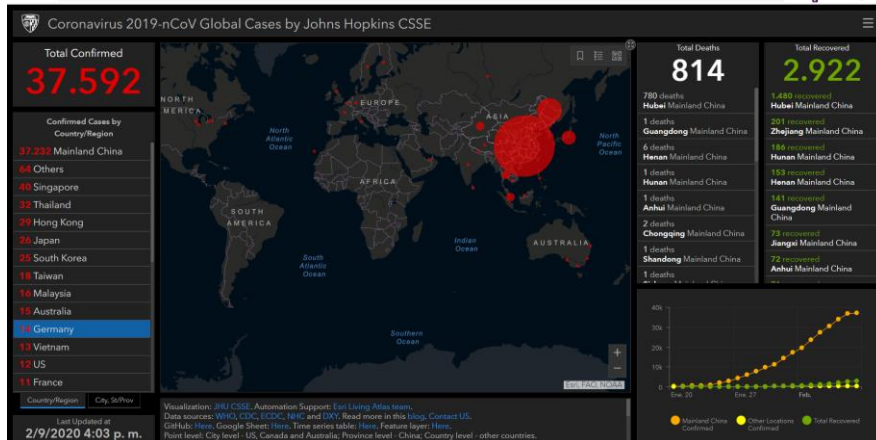 Coronavirus 2019-nCoV Global Cases by Johns Hopkins CSSE
Total Confirmed
37.592
Confirmed Cases by
Country/Region
37.232 Mainland China
64 Others
40 Singapore
32 Thailand
29 Hong Kong
26 Japan
25 South Korea
18 Taiwan
16 Malaysia
15 Australia
14 Germany
13 Vietnam
12 US
11 France
Country/Region
City, St/Prov
Last Updated at
2/9/2020 4:03 p. m.
NORTH
MERICA
North
Atlantic
Ocean
EUROPE
ASIA
North
Pacific
Ocean
AFRICA
SOUTH
AMERICA
Indian
Ocean
AUSTRALIA
South
Atlantic
Ocean
Southern
Ocean
+
−
Esri, FAO, NOAA
Visualization: JHU CSSE. Automation Support: Esri Living Atlas team.
Data sources: WHO, CDC, ECDC, NHC and DXY. Read more in this blog. Contact US.
GitHub: Here. Google Sheet: Here. Time series table: Here. Feature layer: Here.
Point level: City level - US, Canada and Australia; Province level - China; Country level - other countries.
Total Deaths
814
780 deaths
Hubei Mainland China
1 deaths
Guangdong Mainland China
6 deaths
Henan Mainland China
1 deaths
Hunan Mainland China
1 deaths
Anhui Mainland China
2 deaths
Chongqing Mainland China
1 deaths
Shandong Mainland China
1 deaths
Total Recovered
2.922
1.480 recovered
Hubei Mainland China
201 recovered
Zhejiang Mainland China
186 recovered
Hunan Mainland China
153 recovered
Henan Mainland China
141 recovered
Guangdong Mainland
China
73 recovered
Jiangxi Mainland China
72 recovered
Anhui Mainland China
40k
30k
20k
10k
0
Ene. 20
Ene. 27
Feb.
Mainland China
Confirmed
Other Locations
Confirmed
Total Recovered